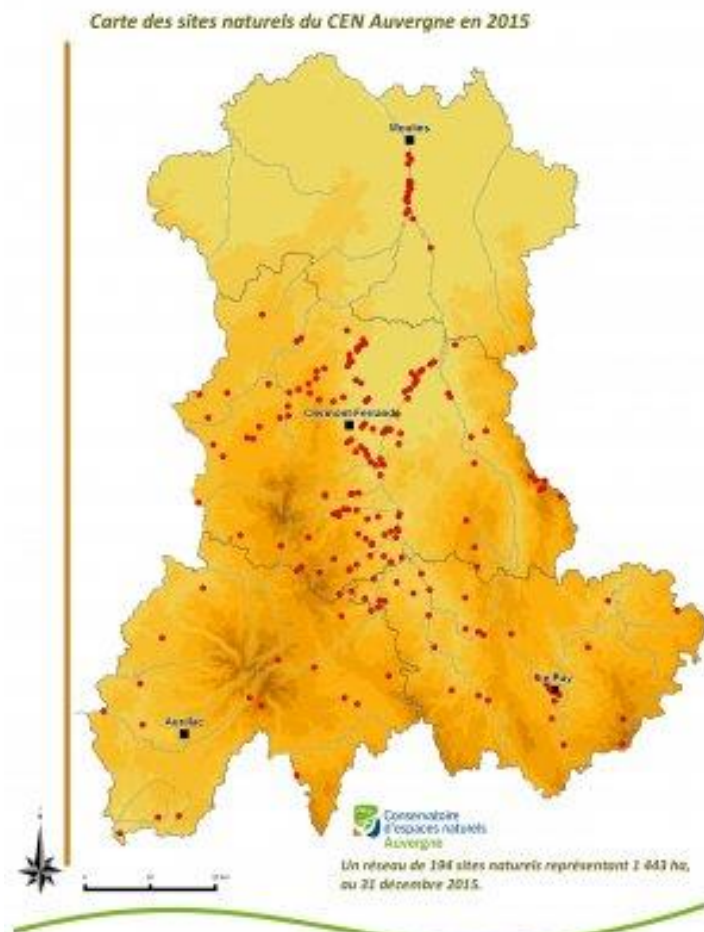 Carte des sites naturels du CEN Auvergne en 2015
Moulins
Clermont-Ferrand
Le Puy
Aurillac
Conservatoire
d'espaces naturels
Auvergne
Un réseau de 194 sites naturels représentant 1 443 ha,
au 31 décembre 2015.